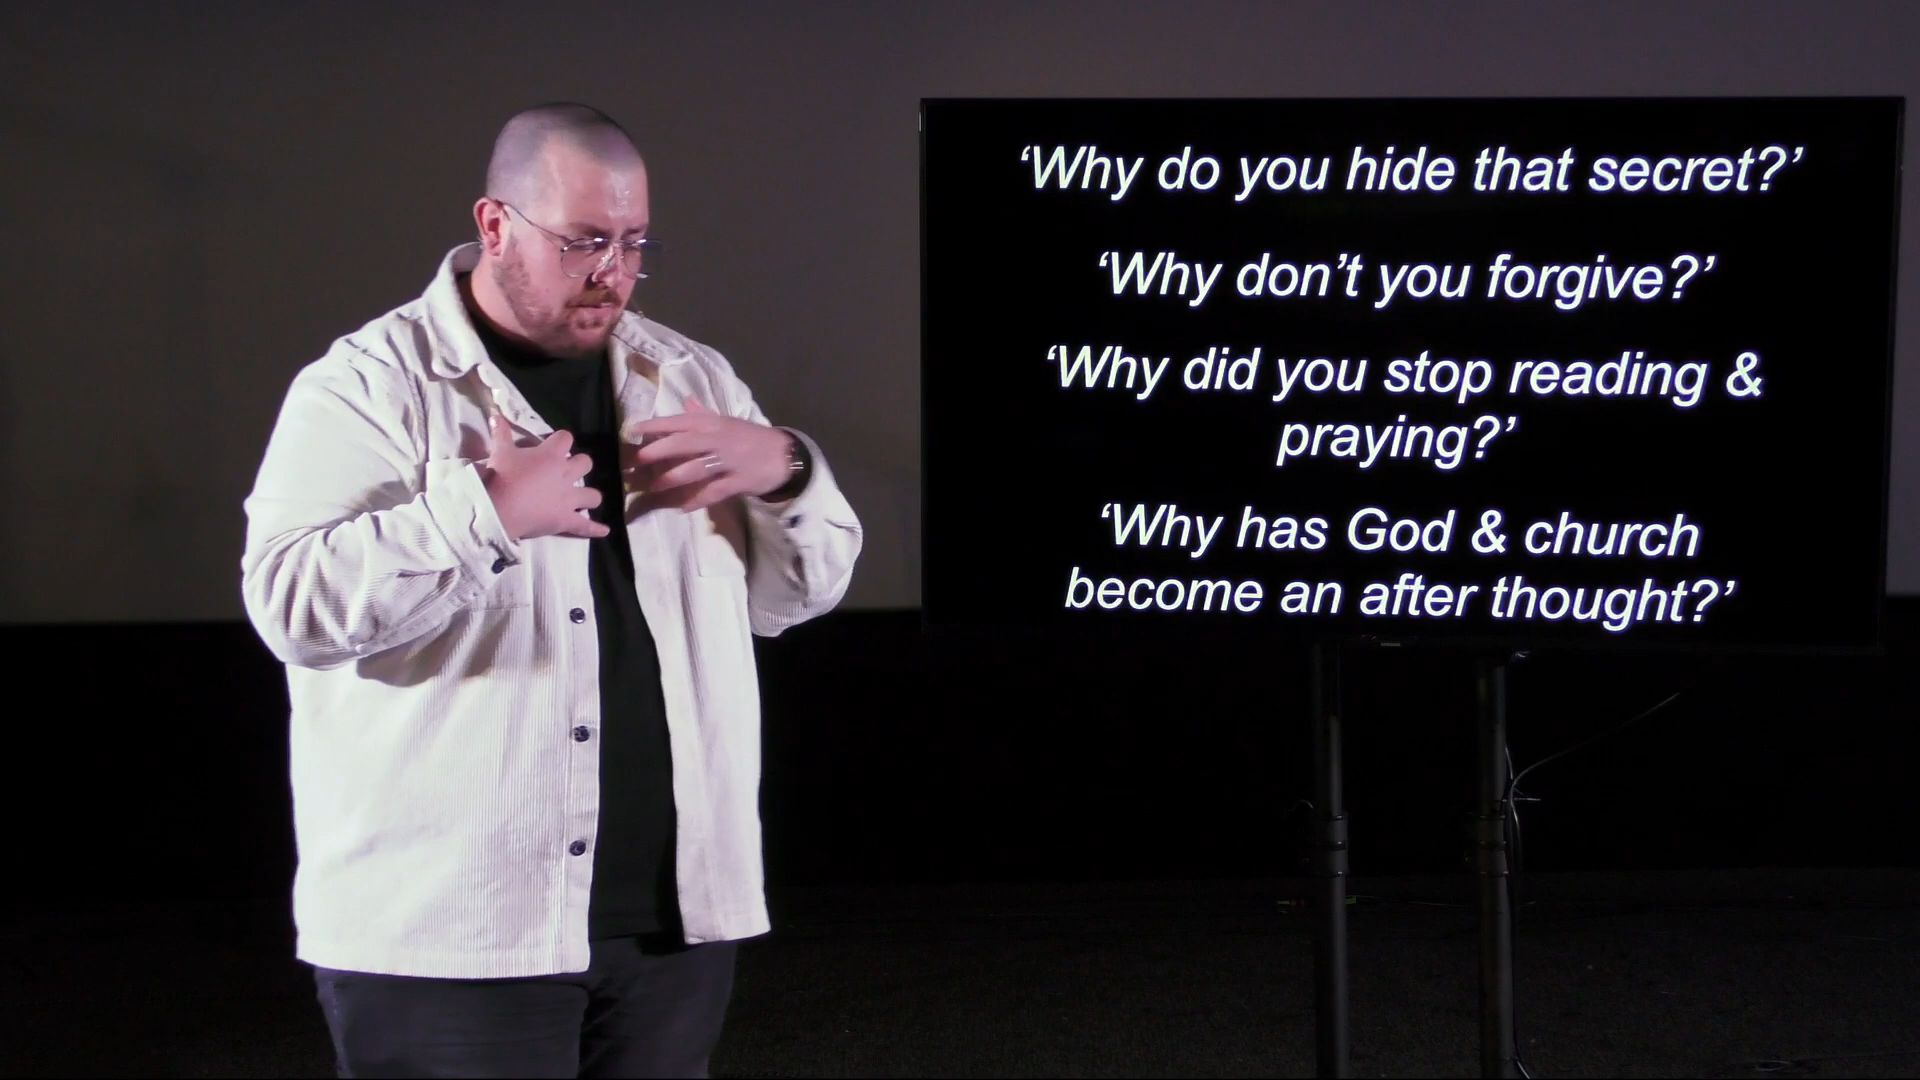 ‘Why do you hide that secret?’
‘Why don’t you forgive?’
‘Why did you stop reading &
praying?’
‘Why has God & church
become an after thought?’